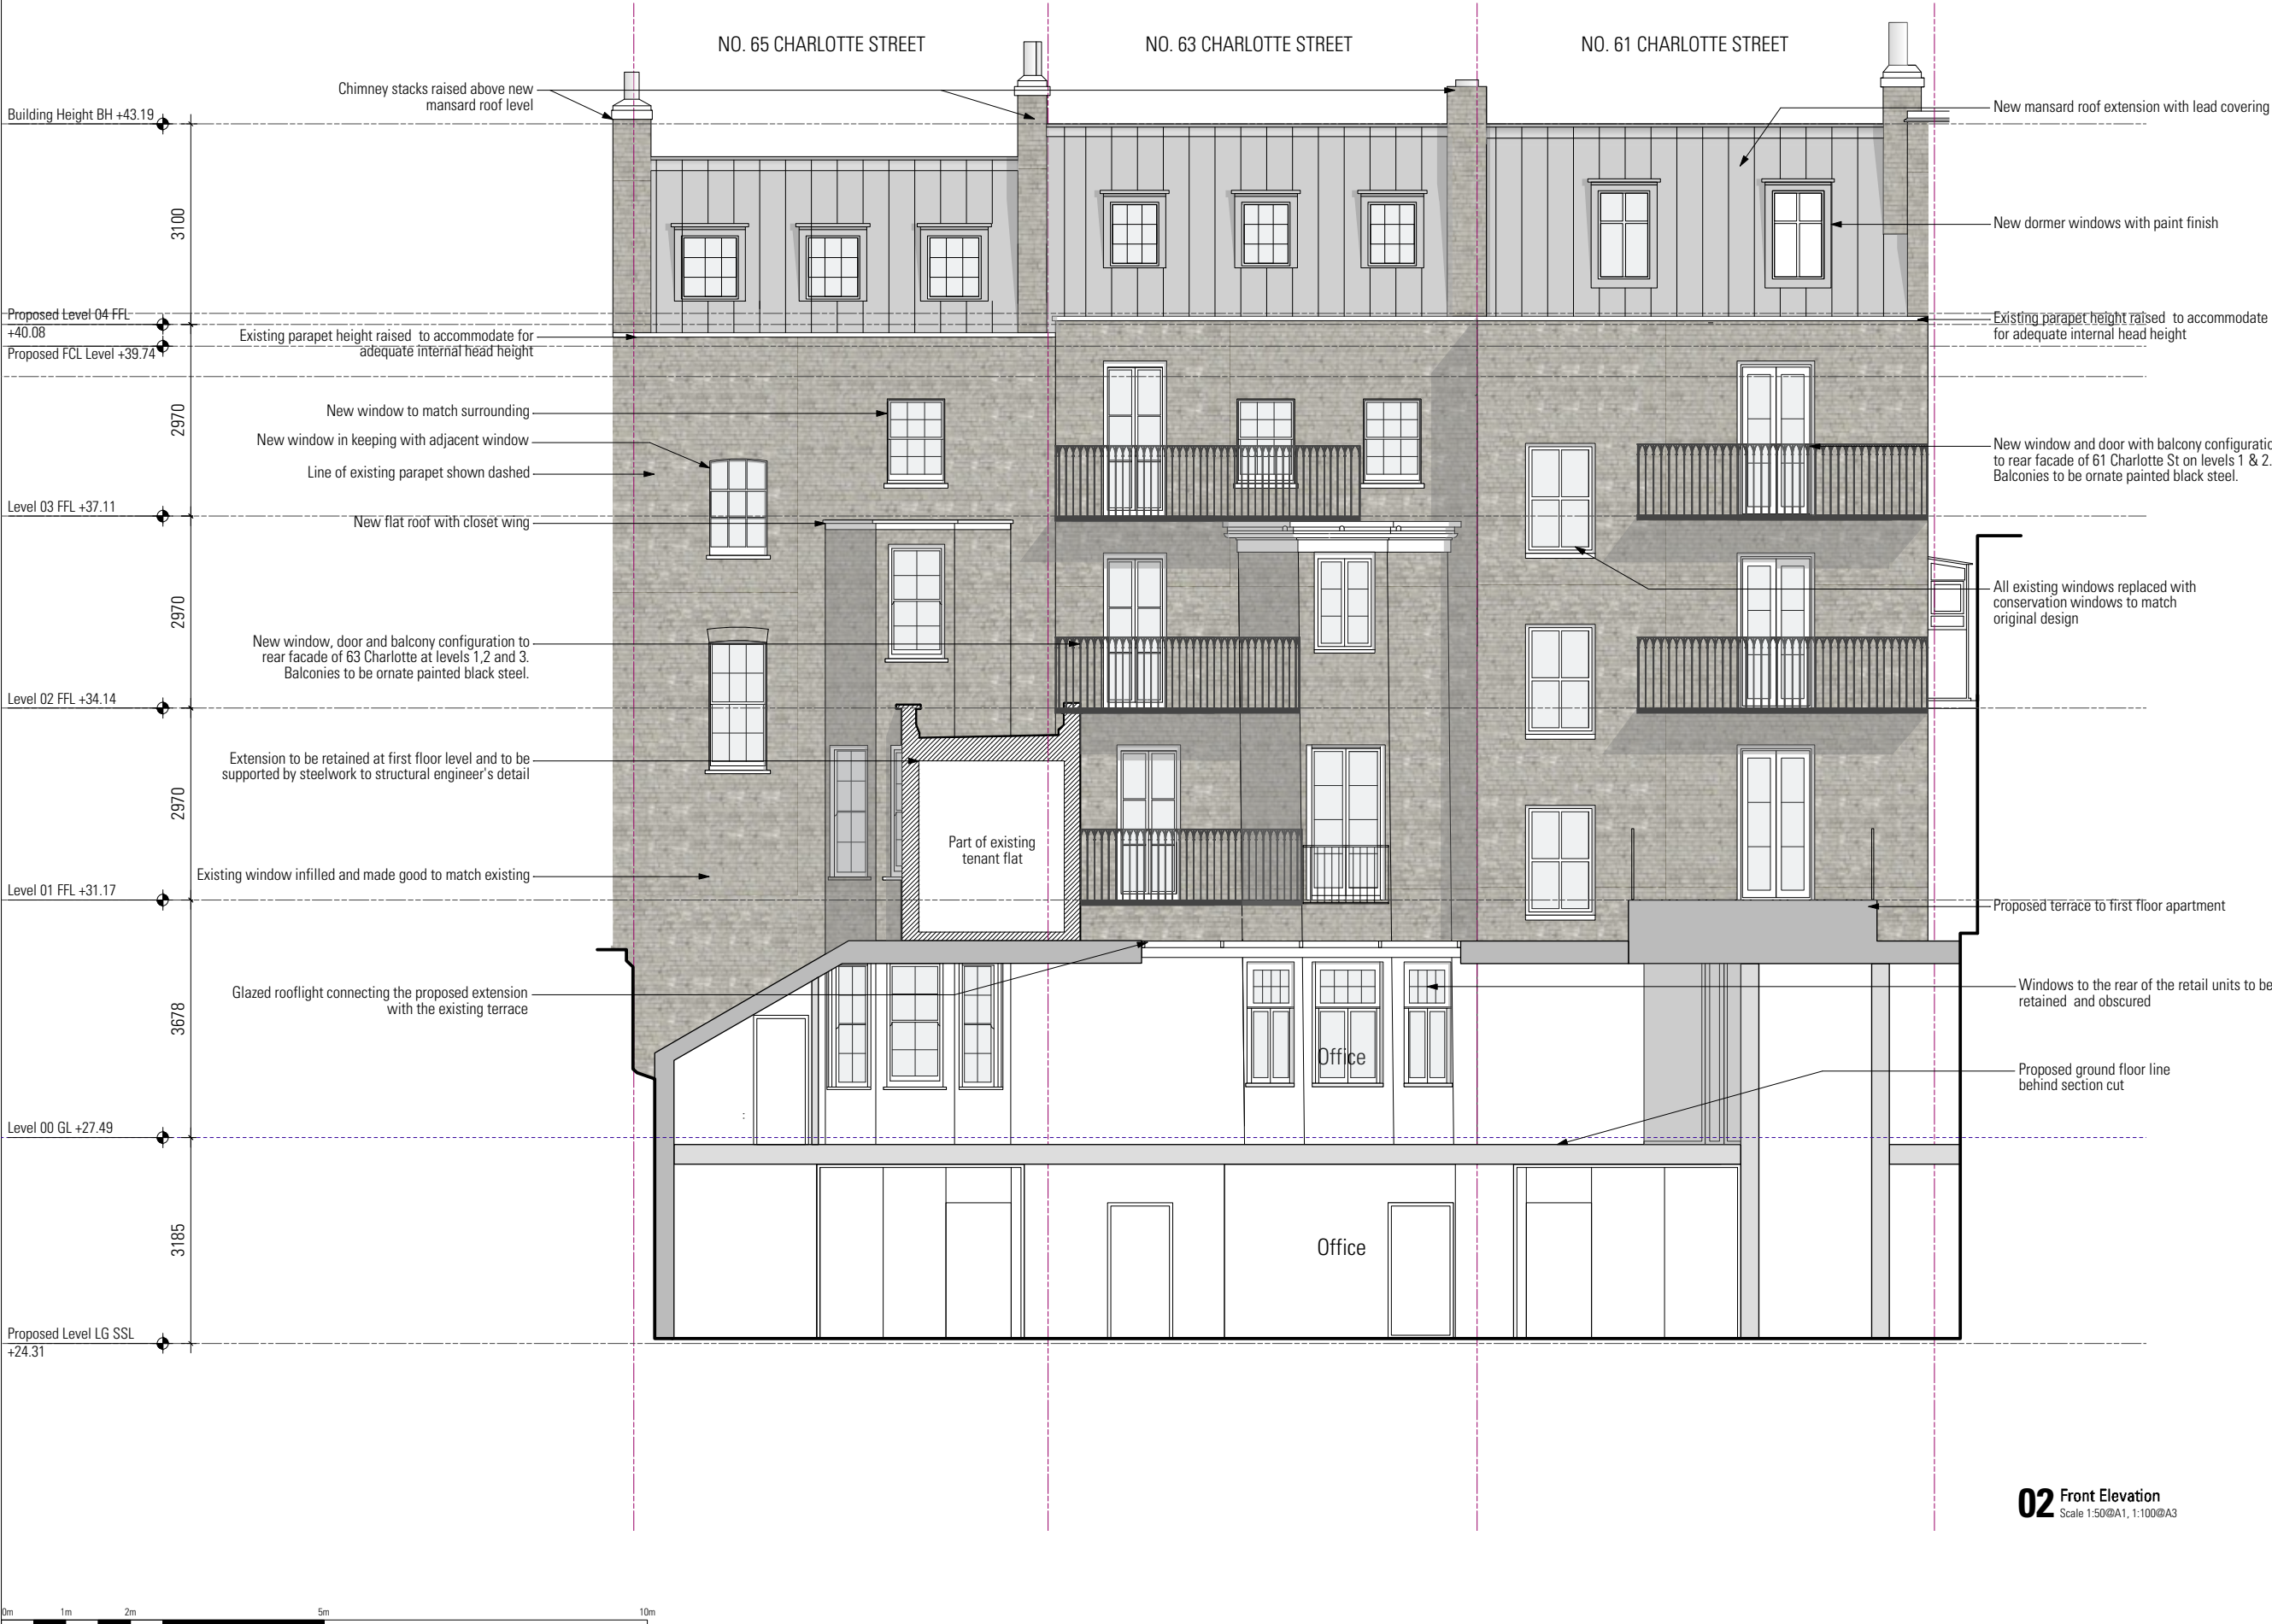 NO. 65 CHARLOTTE STREET
NO. 63 CHARLOTTE STREET
NO. 61 CHARLOTTE STREET
Chimney stacks raised above new
mansard roof level
Building Height BH +43.19
New mansard roof extension with lead covering
3100
New dormer windows with paint finish
Proposed Level 04 FFL
+40.08
Proposed FCL Level +39.74
Existing parapet height raised to accommodate for
adequate internal head height
Existing parapet height raised to accommodate
for adequate internal head height
2970
New window to match surrounding
New window in keeping with adjacent window
Line of existing parapet shown dashed
New window and door with balcony configuratio
to rear facade of 61 Charlotte St on levels 1 & 2.
Balconies to be ornate painted black steel.
Level 03 FFL +37.11
New flat roof with closet wing
2970
All existing windows replaced with
conservation windows to match
original design
New window, door and balcony configuration to
rear facade of 63 Charlotte at levels 1,2 and 3.
Balconies to be ornate painted black steel.
Level 02 FFL +34.14
Extension to be retained at first floor level and to be
supported by steelwork to structural engineer's detail
2970
Part of existing
tenant flat
Existing window infilled and made good to match existing
Level 01 FFL +31.17
Proposed terrace to first floor apartment
Glazed rooflight connecting the proposed extension
with the existing terrace
Windows to the rear of the retail units to be
retained and obscured
3678
Office
Proposed ground floor line
behind section cut
:
Level 00 GL +27.49
3185
Office
Proposed Level LG SSL
+24.31
02 Front Elevation
Scale 1:50@A1, 1:100@A3
0m 1m 2m 5m 10m